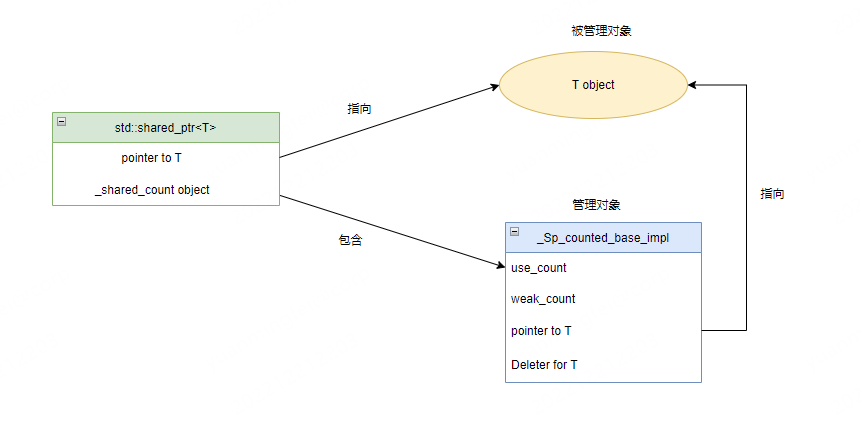 被管理对象
T object
指向
std::shared_ptr<T>
pointer to T
_shared_count object
指向
管理对象
包含
_Sp_counted_base_impl
use_count
weak_count
pointer to T
Deleter for T